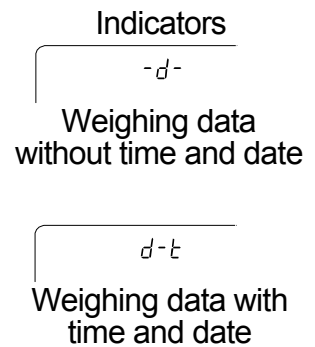 Indicators
-d-
Weighing data
without time and date
d-t
Weighing data with
time and date